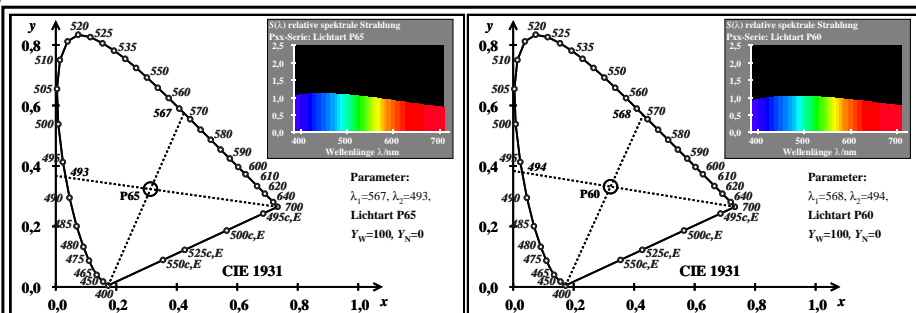 y
0,8
0,6
0,4
0,2
0,0
0,0 0,2 0,4 0,6 0,8 1,0
x
520
525
535
510
550
505
560
567
570
500
580
590
495
600
493
610
620
P65
640
490
700
495c,E
485
500c,E
480
525c,E
475
550c,E
465
450
400
CIE 1931
S(λ) relative spektrale Strahlung
Pxx-Serie: Lichtart P65
2,5
2,0
1,5
1,0
0,5
0,0
400 500 600 700
Wellenlänge λ/nm
Parameter:
λ1=567, λ2=493,
Lichtart P65
YW=100, YN=0
y
0,8
0,6
0,4
0,2
0,0
0,0 0,2 0,4 0,6 0,8 1,0
x
520
525
535
510
550
505
560
568
570
500
580
590
495
600
494
610
620
P60
640
490
700
495c,E
485
500c,E
480
525c,E
475
550c,E
465
450
400
CIE 1931
S(λ) relative spektrale Strahlung
Pxx-Serie: Lichtart P60
2,5
2,0
1,5
1,0
0,5
0,0
400 500 600 700
Wellenlänge λ/nm
Parameter:
λ1=568, λ2=494,
Lichtart P60
YW=100, YN=0